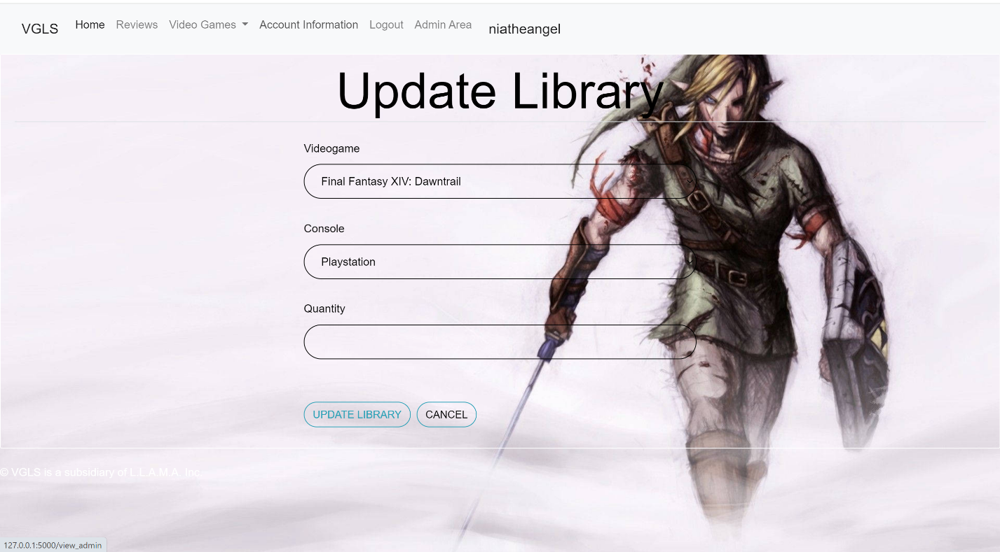 VGLS Home Reviews Video Games Account Information Logout Admin Area niatheangel
Update Library
Videogame
Final Fantasy XIV: Dawntrail
Console
Playstation
Quantity
UPDATE LIBRARY CANCEL
© VGLS is a subsidiary of L.L.A.M.A. Inc.
127.0.0.1:5000/view_admin